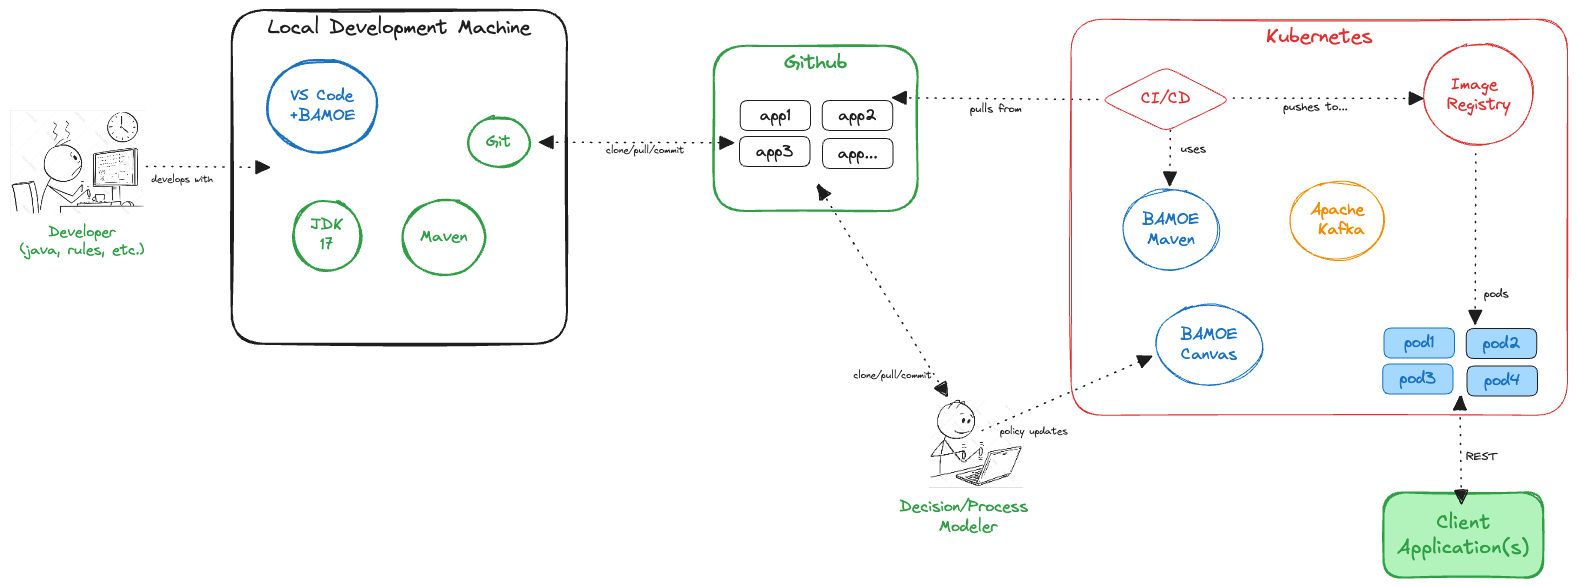 Local Development Machine
VS Code
+BAMOE
Git
JDK
17
Maven
develops with
Developer
(java, rules, etc.)
clone/pull/commit
Github
app1
app2
app3
app...
pulls from
clone/pull/commit
Decision/Process
Modeler
policy updates
Kubernetes
CI/CD
pushes to...
Image
Registry
uses
BAMOE
Maven
Apache
Kafka
BAMOE
Canvas
pods
pod1
pod2
pod3
pod4
REST
Client
Application(s)